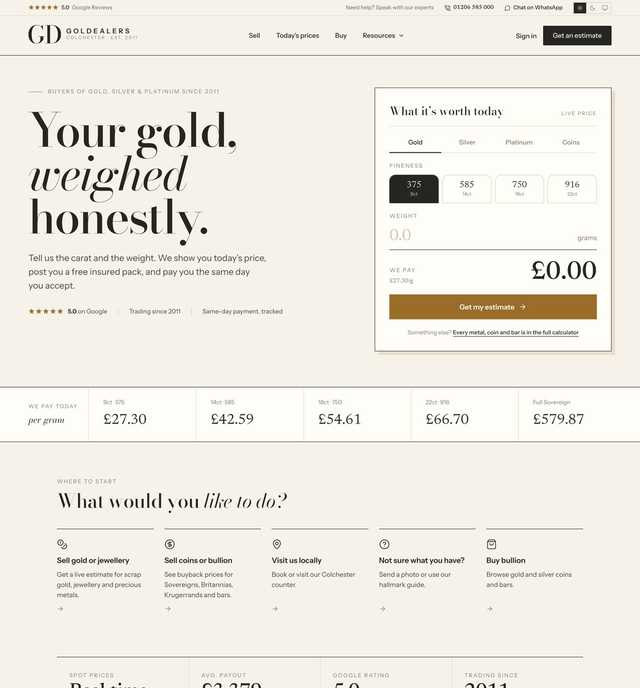 ★★★★★ 5.0 Google Reviews
Need help? Speak with our experts
01206 585 000
Chat on WhatsApp
GD GOLDEALERS
COLCHESTER · EST. 2011
Sell
Today's prices
Buy
Resources
Sign in
Get an estimate
BUYERS OF GOLD, SILVER & PLATINUM SINCE 2011
Your gold,
weighed
honestly.
Tell us the carat and the weight. We show you today's price,
post you a free insured pack, and pay you the same day
you accept.
★★★★★ 5.0 on Google
Trading since 2011
Same-day payment, tracked
What it's worth today
LIVE PRICE
Gold
Silver
Platinum
Coins
FINENESS
375
9ct
585
14ct
750
18ct
916
22ct
WEIGHT
0.0
grams
WE PAY
£27.30/g
£0.00
Get my estimate →
Something else? Every metal, coin and bar is in the full calculator
WE PAY TODAY
per gram
9ct · 375
£27.30
14ct · 585
£42.59
18ct · 750
£54.61
22ct · 916
£66.70
Full Sovereign
£579.87
WHERE TO START
What would you like to do?
Sell gold or jewellery
Get a live estimate for scrap
gold, jewellery and precious
metals.
→
Sell coins or bullion
See buyback prices for
Sovereigns, Britannias,
Krugerrands and bars.
→
Visit us locally
Book or visit our Colchester
counter.
→
Not sure what you have?
Send a photo or use our
hallmark guide.
→
Buy bullion
Browse gold and silver coins
and bars.
→
SPOT PRICES
Real-time
AVG. PAYOUT
£3,379
GOOGLE RATING
5.0
TRADING SINCE
2011